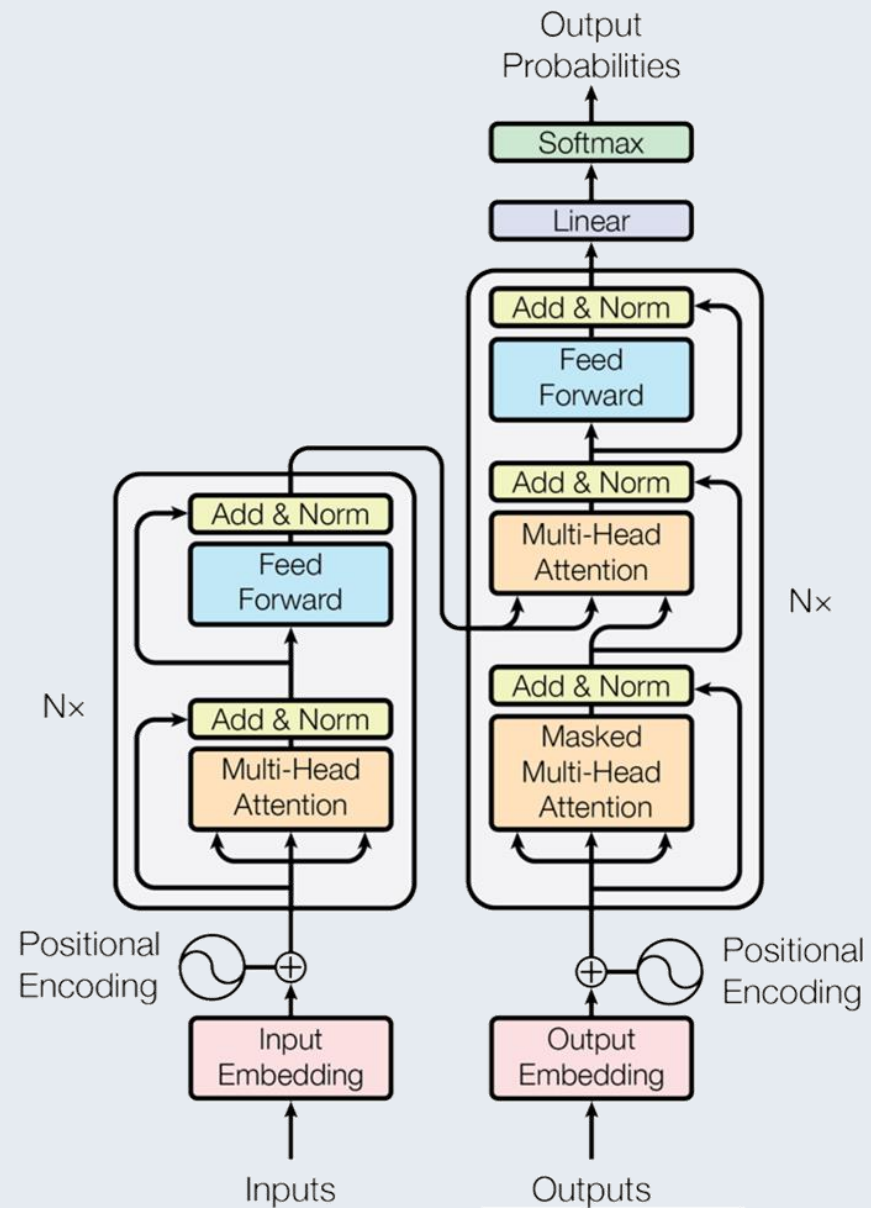 Output
Probabilities
Softmax
Linear
Add & Norm
Feed
Forward
Add & Norm
Multi-Head
Attention
Nx
Add & Norm
Masked
Multi-Head
Attention
Add & Norm
Feed
Forward
Nx
Add & Norm
Multi-Head
Attention
Positional
Encoding
Positional
Encoding
Input
Embedding
Output
Embedding
Inputs
Outputs